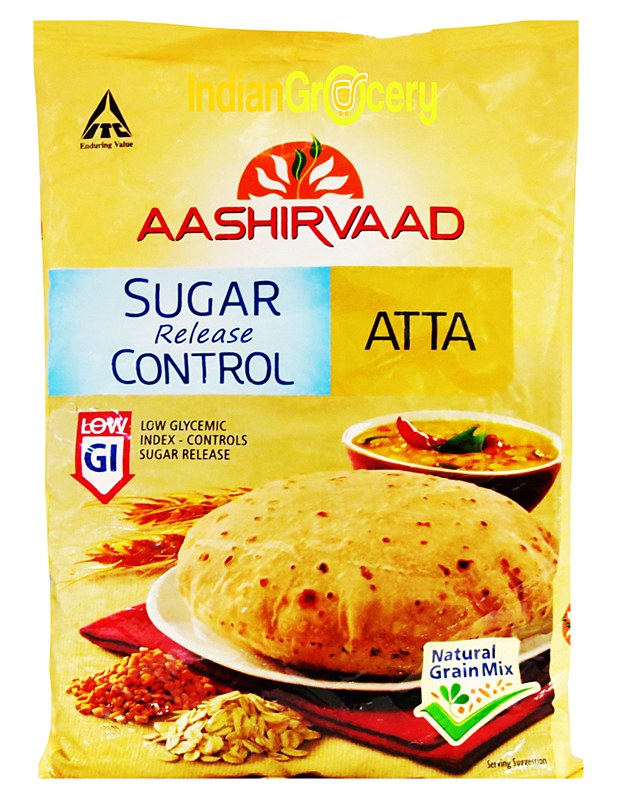 IndianGrocery
ITC
Enduring Value
AASHIRVAAD
SUGAR
Release
CONTROL
ATTA
LOW
GI
LOW GLYCEMIC
INDEX - CONTROLS
SUGAR RELEASE
Natural
Grain Mix
Serving Suggestion